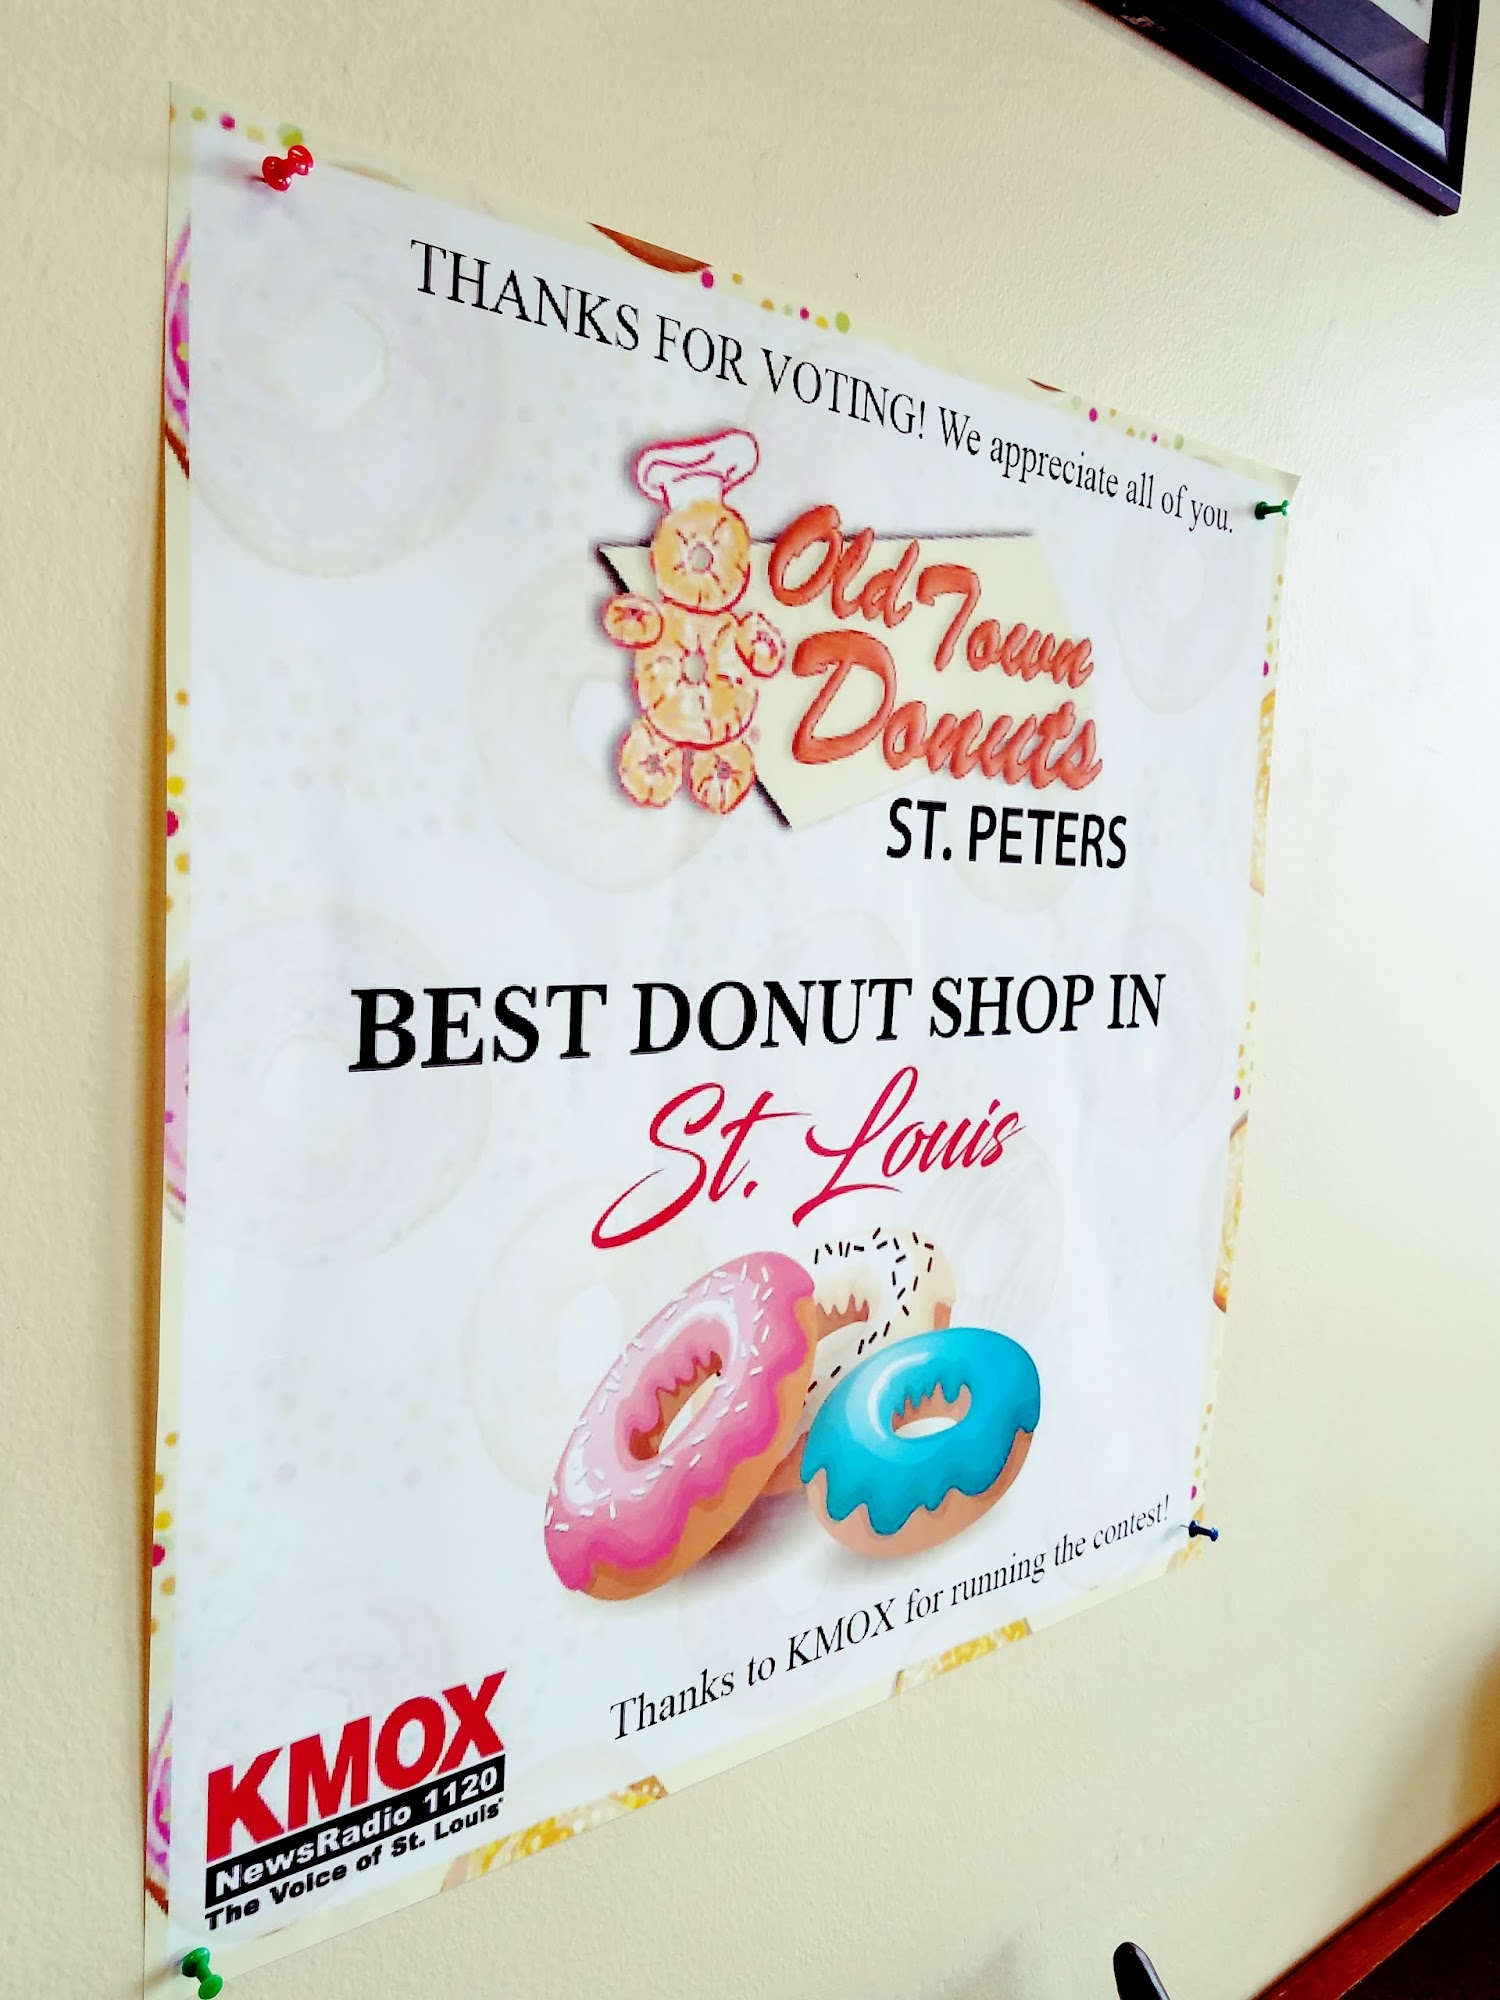 THANKS FOR VOTING! We appreciate all of you.
Old Town
Donuts
ST. PETERS
BEST DONUT SHOP IN
St. Louis
Thanks to KMOX for running the contest!
KMOX
NewsRadio 1120
The Voice of St. Louis